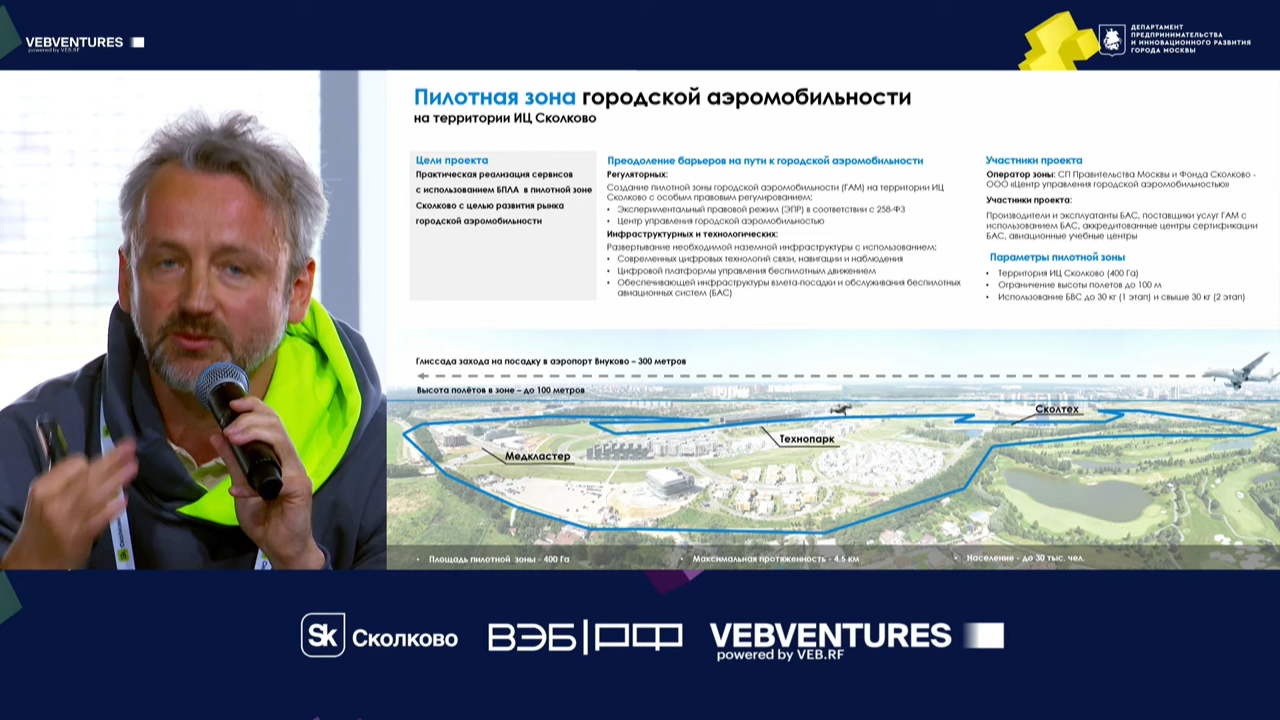 VEBVENTURES
powered by VEB.RF
ДЕПАРТАМЕНТ
ПРЕДПРИНИМАТЕЛЬСТВА
И ИННОВАЦИОННОГО РАЗВИТИЯ
ГОРОДА МОСКВЫ
Пилотная зона городской аэромобильности
на территории ИЦ Сколково
Цели проекта
Практическая реализация сервисов
с использованием БПЛА в пилотной зоне
Сколково с целью развития рынка
городской аэромобильности
Преодоление барьеров на пути к городской аэромобильности
Регуляторных:
Создание пилотной зоны городской аэромобильности (ГАМ) на территории ИЦ
Сколково с особым правовым регулированием:
• Экспериментальный правовой режим (ЭПР) в соответствии с 258-ФЗ
• Центр управления городской аэромобильностью
Инфраструктурных и технологических:
Развертывание необходимой наземной инфраструктуры с использованием:
• Современных цифровых технологий связи, навигации и наблюдения
• Цифровой платформы управления беспилотным движением
• Обеспечивающей инфраструктуры взлета-посадки и обслуживания беспилотных
авиационных систем (БАС)
Участники проекта
Оператор зоны: СП Правительства Москвы и Фонда Сколково -
ООО «Центр управления городской аэромобильностью»
Участники проекта:
Производители и эксплуатанты БАС, поставщики услуг ГАМ с
использованием БАС, аккредитованные центры сертификации
БАС, авиационные учебные центры
Параметры пилотной зоны
• Территория ИЦ Сколково (400 Га)
• Ограничение высоты полетов до 100 м
• Использование БВС до 30 кг (1 этап) и свыше 30 кг (2 этап)
Глиссада захода на посадку в аэропорт Внуково – 300 метров
Высота полётов в зоне – до 100 метров
Сколтех
Технопарк
Медкластер
• Площадь пилотной зоны - 400 Га
• Максимальная протяженность - 4.5 км
• Население - до 30 тыс. чел.
Sk
Sk Сколково
ВЭБ|РФ
VEBVENTURES
powered by VEB.RF